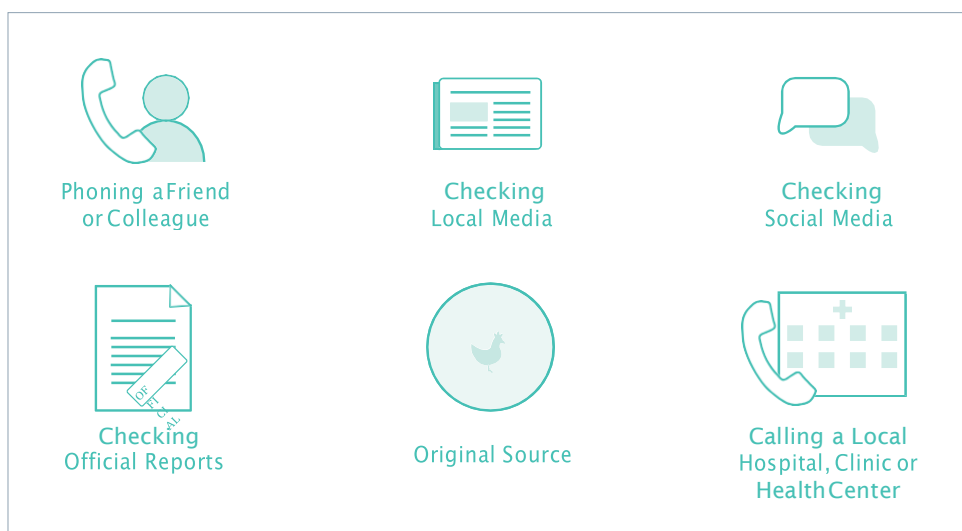 Phoning a Friend
or Colleague
Checking
Local Media
Checking
Social Media
OFFICIAL
Checking
Official Reports
Original Source
Calling a Local
Hospital, Clinic or
Health Center